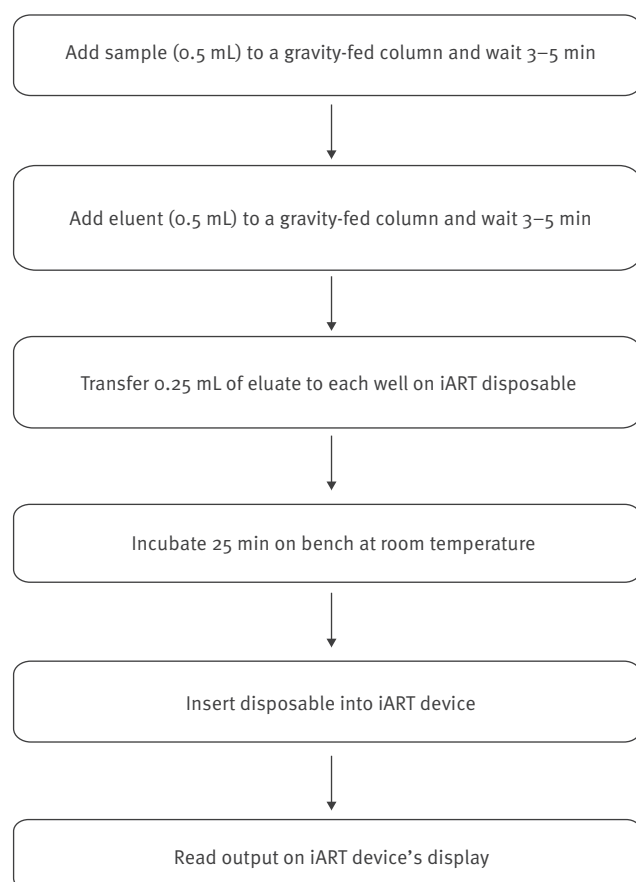 Add sample (0.5 mL) to a gravity-fed column and wait 3–5 min
Add eluent (0.5 mL) to a gravity-fed column and wait 3–5 min
Transfer 0.25 mL of eluate to each well on iART disposable
Incubate 25 min on bench at room temperature
Insert disposable into iART device
Read output on iART device’s display